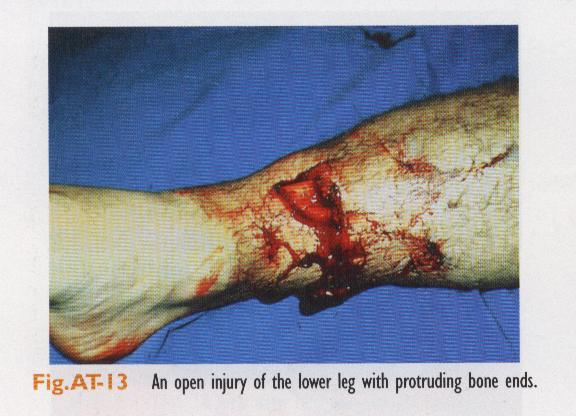 Fig.AT-13 An open injury of the lower leg with protruding bone ends.